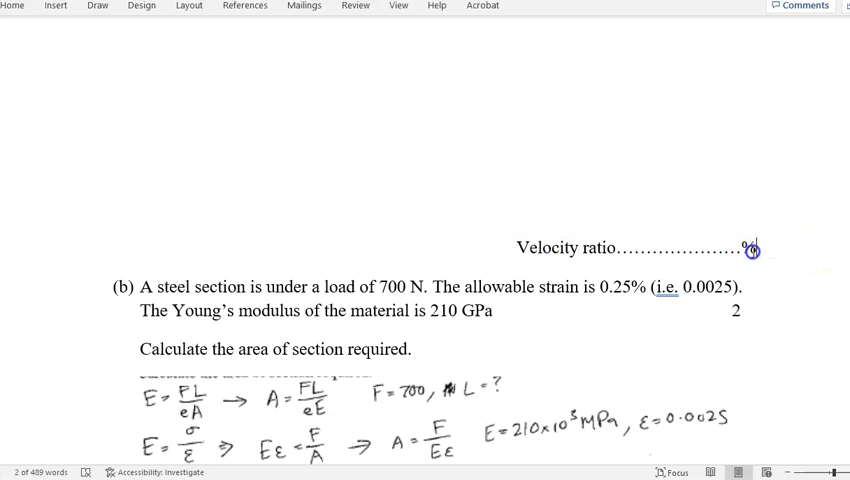 Home Insert Draw Design Layout References Mailings Review View Help Acrobat Comments
Velocity ratio.....................%
(b) A steel section is under a load of 700 N. The allowable strain is 0.25% (i.e. 0.0025).
The Young's modulus of the material is 210 GPa 2
Calculate the area of section required.
E = FL/eA → A = FL/eE F = 700, L = ?
E = σ/ε ⇒ Eε = F/A → A = F/Eε E = 210×10³ MPa, ε = 0.0025
2 of 489 words Accessibility: Investigate Focus